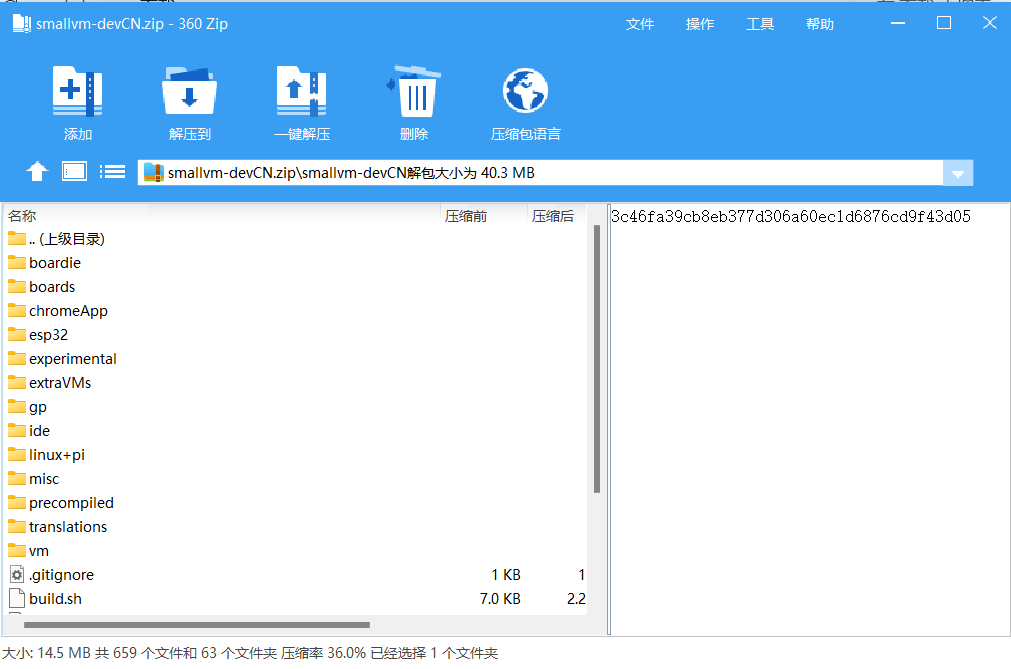 smallvm-devCN.zip - 360 Zip
文件 操作 工具 帮助
添加 解压到 一键解压 删除 压缩包语言
smallvm-devCN.zip\smallvm-devCN解包大小为 40.3 MB
名称 压缩前 压缩后
3c46fa39cb8eb377d306a60ec1d6876cd9f43d05
.. (上级目录)
boardie
boards
chromeApp
esp32
experimental
extraVMs
gp
ide
linux+pi
misc
precompiled
translations
vm
.gitignore 1 KB 1
build.sh 7.0 KB 2.2
大小: 14.5 MB 共 659 个文件和 63 个文件夹 压缩率 36.0% 已经选择 1 个文件夹